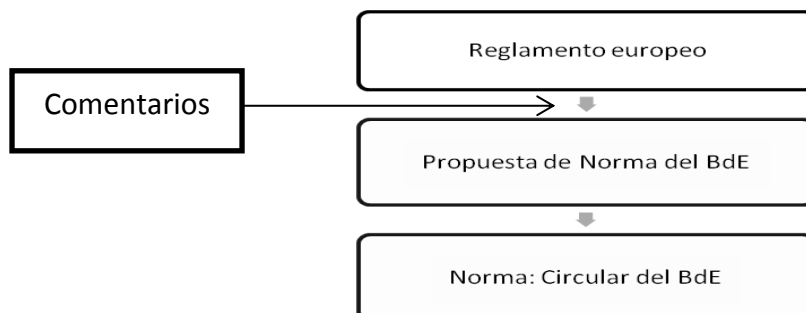 Reglamento europeo
Comentarios
Propuesta de Norma del BdE
Norma: Circular del BdE